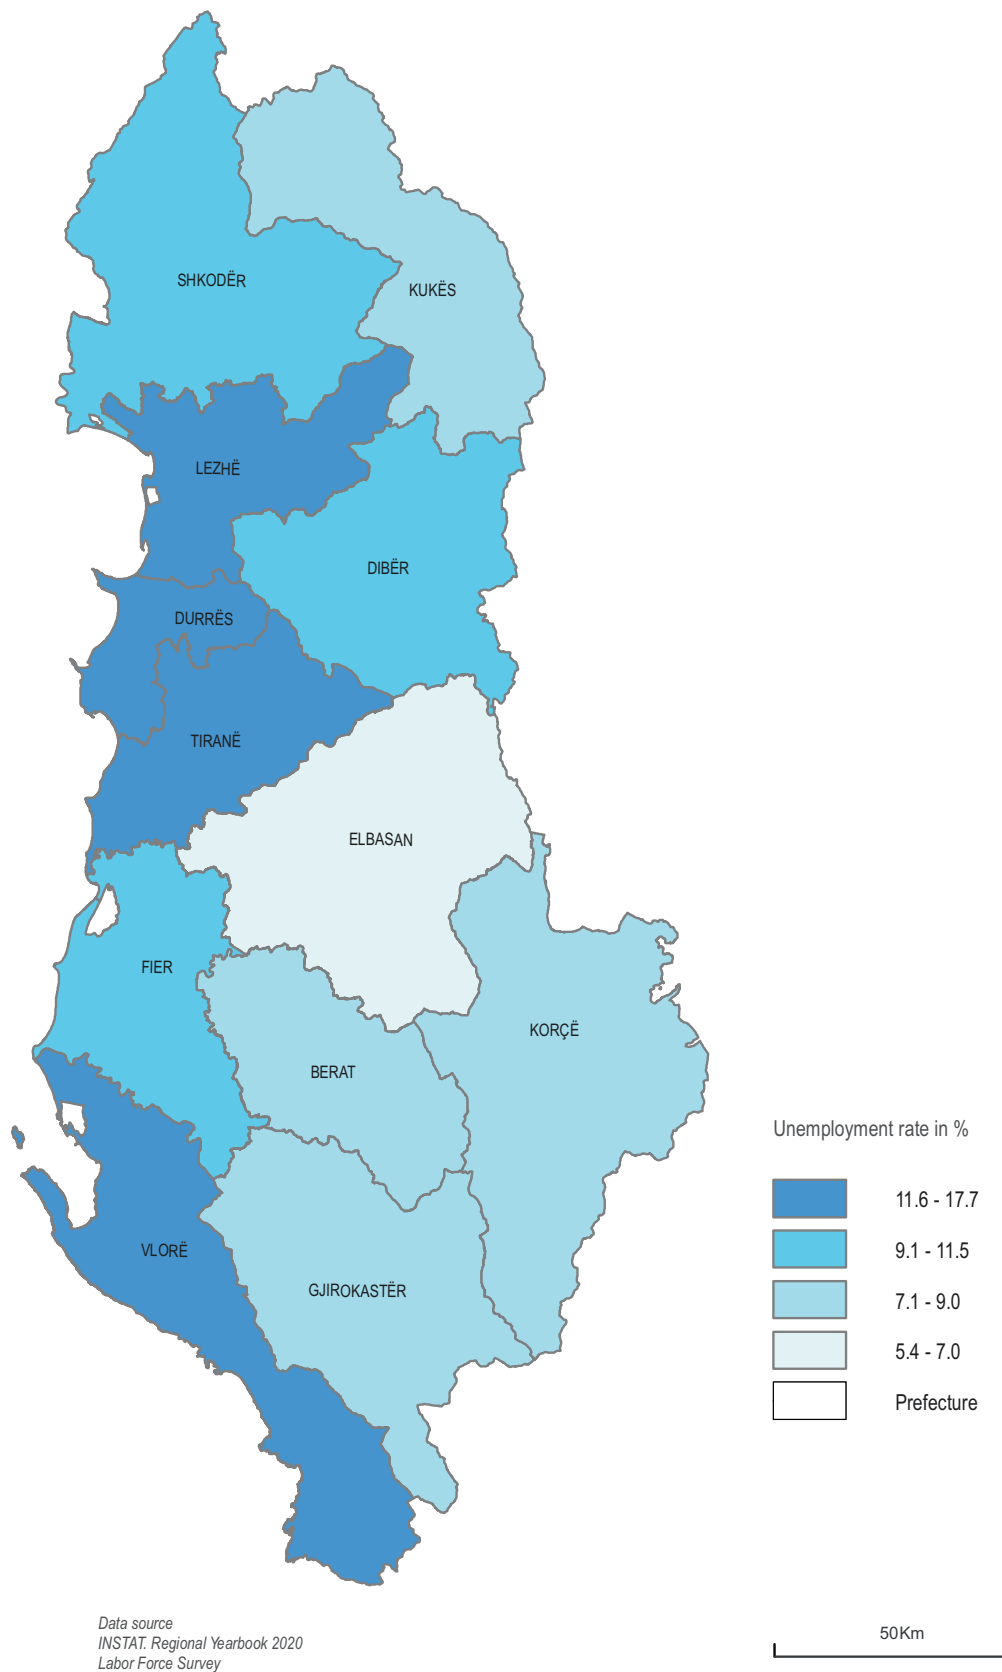 SHKODËR
KUKËS
LEZHË
DIBËR
DURRËS
TIRANË
ELBASAN
FIER
KORÇË
BERAT
VLORË
GJIROKASTËR
Unemployment rate in %
11.6 - 17.7
9.1 - 11.5
7.1 - 9.0
5.4 - 7.0
Prefecture
Data source
INSTAT. Regional Yearbook 2020
Labor Force Survey
50Km